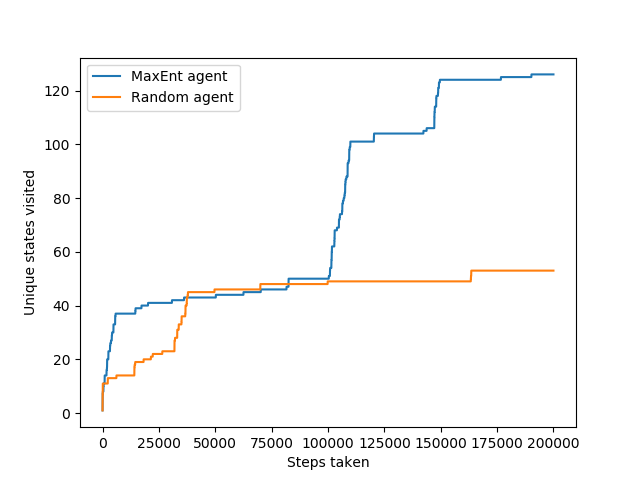 MaxEnt agent
Random agent
Unique states visited
120
100
80
60
40
20
0
0 25000 50000 75000 100000 125000 150000 175000 200000
Steps taken